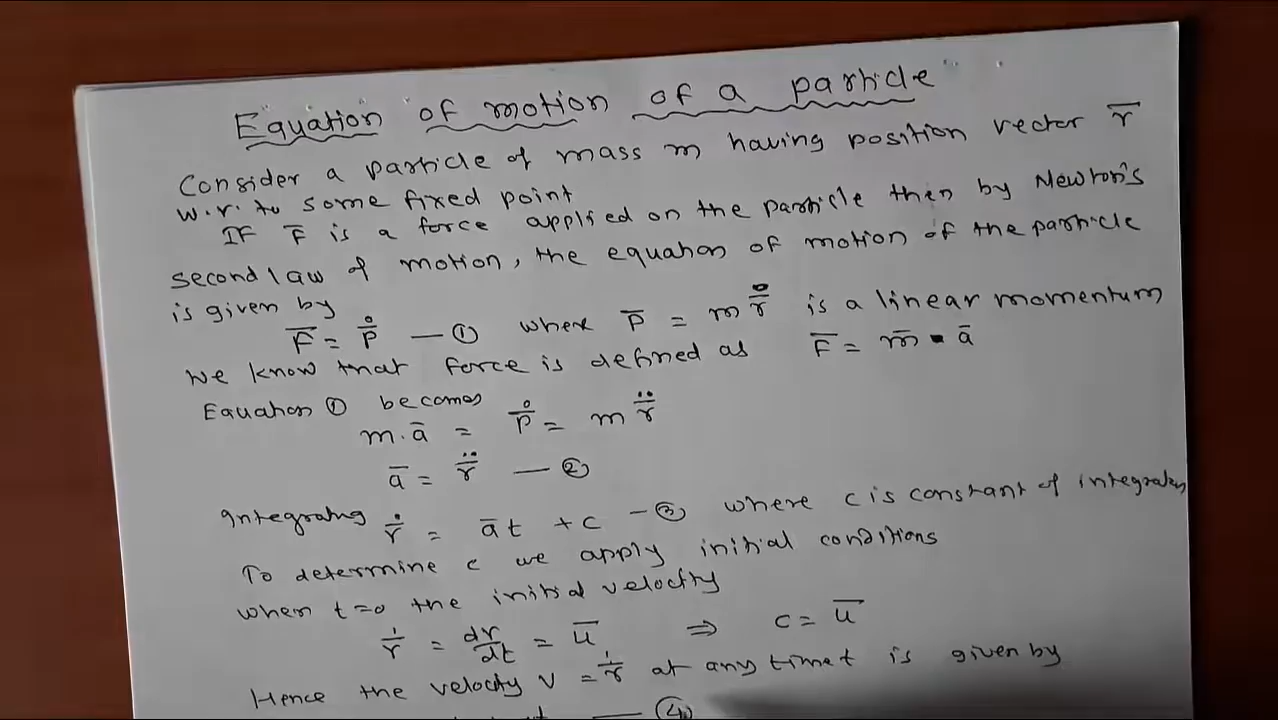 Equation of motion of a particle
Consider a particle of mass m having position vector r̅
w.r. to some fixed point
IF F̅ is a force applied on the particle then by Newton's
second law of motion, the equation of motion of the particle
is given by
F̅ = ṗ̅ — ① where p̅ = m ṙ̅ is a linear momentum
We know that force is defined as F̅ = m̅ . a̅
Equation ① becomes
m.a̅ = ṗ̅ = m r̈̅
a̅ = r̈̅ — ②
Integrating ṙ̅ = a̅t + c — ③ where c is constant of integration
To determine c we apply initial conditions
when t=0 the initial velocity
ṙ̅ = dr/dt = u̅ ⇒ c = u̅
Hence the velocity v = ṙ̅ at any time t is given by
— ④